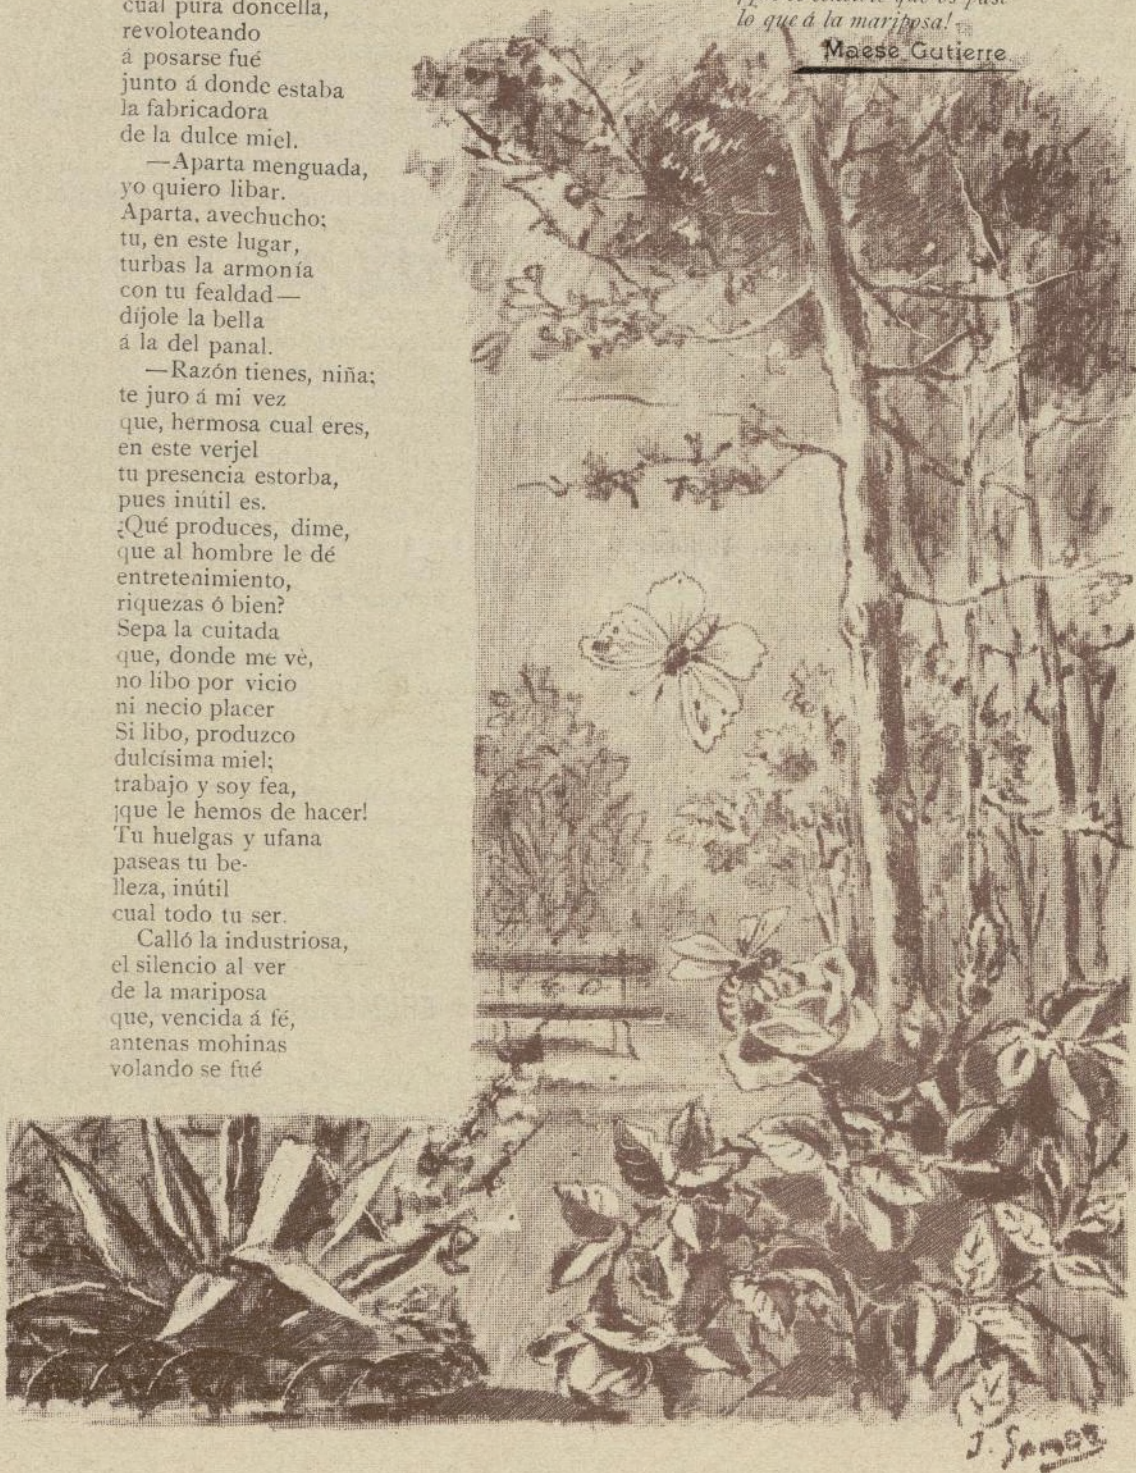 cual pura doncella,
revoloteando
á posarse fué
junto á donde estaba
la fabricadora
de la dulce miel.
—Aparta menguada,
yo quiero libar.
Aparta, avechucho;
tu, en este lugar,
turbas la armonía
con tu fealdad—
díjole la bella
á la del panal.
—Razón tienes, niña;
te juro á mi vez
que, hermosa cual eres,
en este verjel
tu presencia estorba,
pues inútil es.
¿Qué produces, dime,
que al hombre le dé
entretenimiento,
riquezas ó bien?
Sepa la cuitada
que, donde me vè,
no libo por vicio
ni necio placer
Si libo, produzco
dulcísima miel;
trabajo y soy fea,
¡que le hemos de hacer!
Tu huelgas y ufana
paseas tu be-
lleza, inútil
cual todo tu ser.
Calló la industriosa,
el silencio al ver
de la mariposa
que, vencida á fé,
antenas mohinas
volando se fué
lo que á la mariposa!
Maese Gutierre